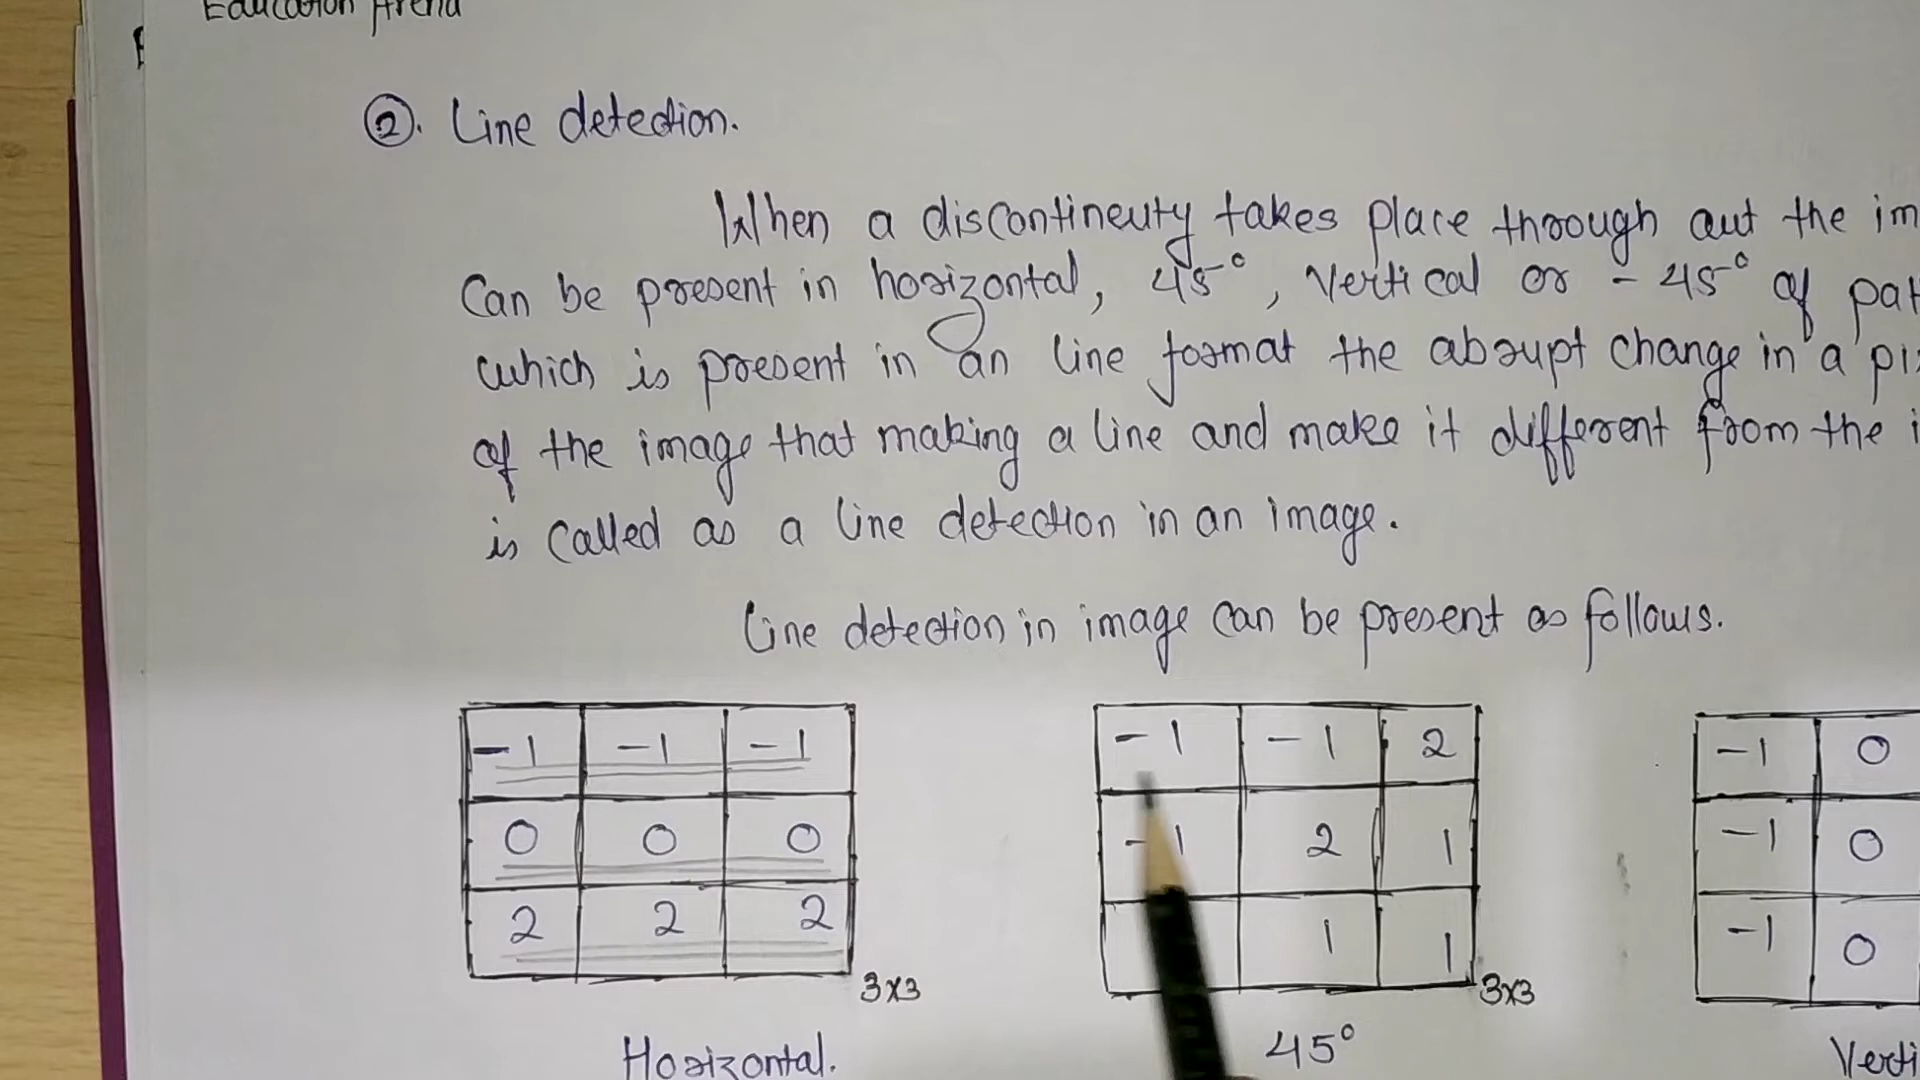 Education Arena
②. Line detection.
When a discontineuty takes place through aut the im
Can be present in horizontal, 45°, Vertical or - 45° of
which is present in an line format the abrupt change in a
of the image that making a line and make it different from the
is called as a line detection in an image.
Line detection in image can be present as follows.
-1 -1 -1
0 0 0
2 2 2
3x3
Horizontal.
-1 -1 2
-1 2 1
1 1
3x3
45°
-1 0
-1 0
-1 0